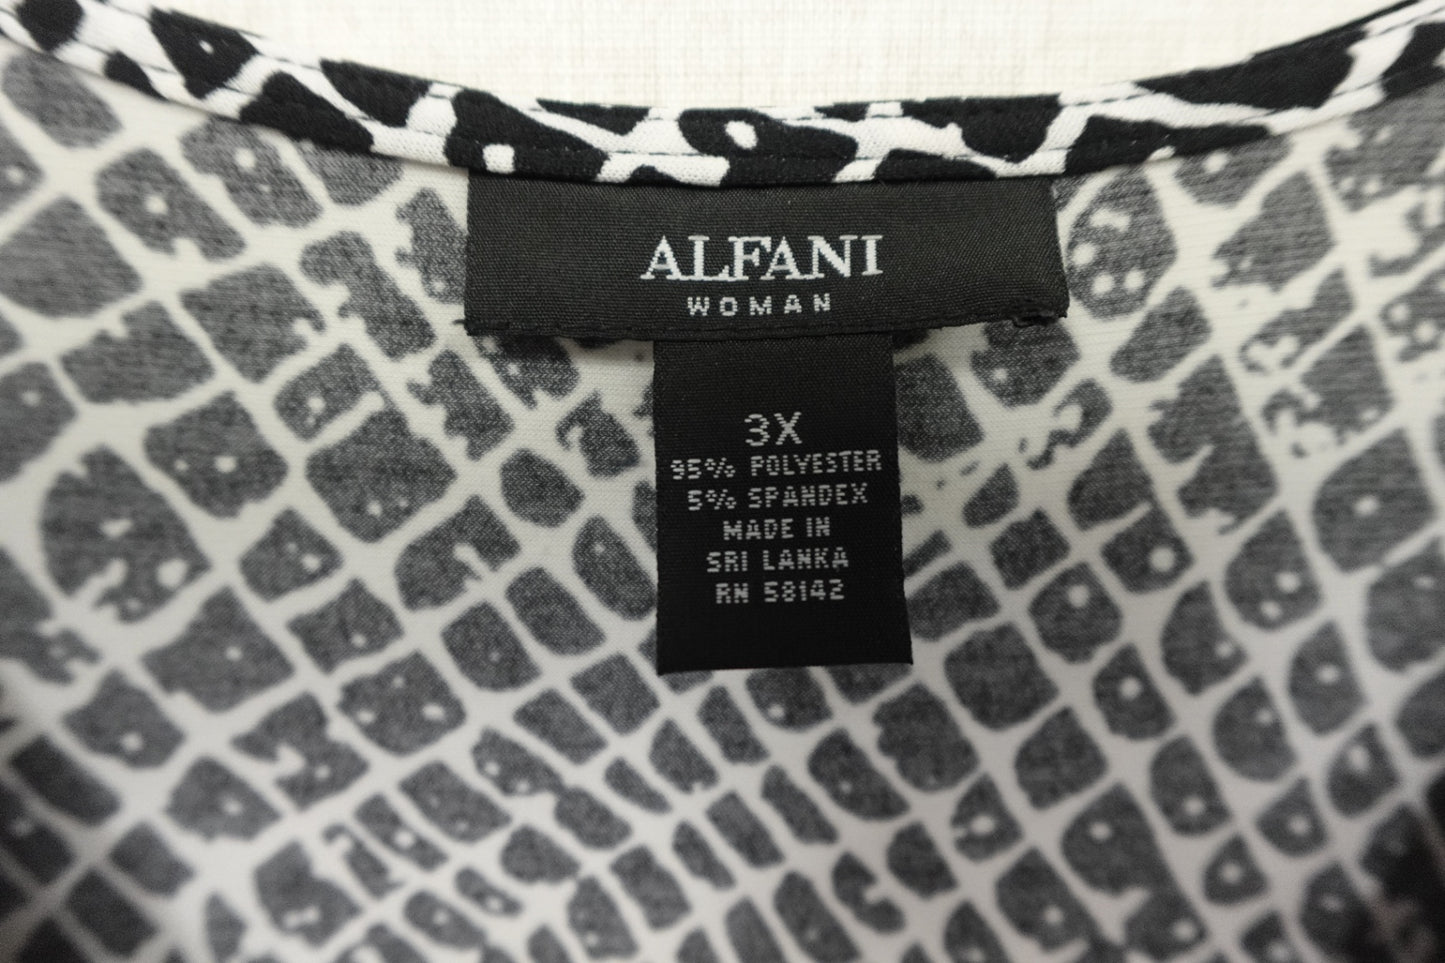 ALFANI
WOMAN
3X
95% POLYESTER
5% SPANDEX
MADE IN
SRI LANKA
RN 58142